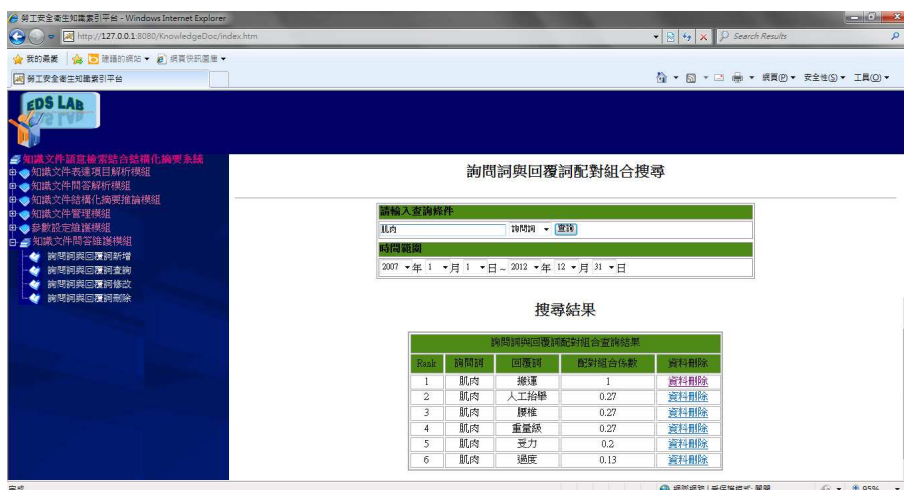 勞工安全衛生知識索引平台 - Windows Internet Explorer
http://127.0.0.1:8080/KnowledgeDoc/index.htm
Search Results
我的最愛 建議的網站 網頁快訊圖庫
勞工安全衛生知識索引平台
網頁(P) 安全性(S) 工具(O)
EDS LAB
知識文件語意檢索結合結構化摘要系統
知識文件表達項目解析模組
知識文件問答解析模組
知識文件結構化摘要推論模組
知識文件管理模組
參數設定維護模組
知識文件問答維護模組
詢問詞與回覆詞新增
詢問詞與回覆詞查詢
詢問詞與回覆詞修改
詢問詞與回覆詞刪除
詢問詞與回覆詞配對組合搜尋
請輸入查詢條件
肌肉 詢問詞 查詢
時間範圍
2007 年 1 月 1 日 ~ 2012 年 12 月 31 日
搜尋結果
詢問詞與回覆詞配對組合查詢結果
Rank 詢問詞 回覆詞 配對組合係數 資料刪除
1 肌肉 搬運 1 資料刪除
2 肌肉 人工抬舉 0.27 資料刪除
3 肌肉 腰椎 0.27 資料刪除
4 肌肉 重量級 0.27 資料刪除
5 肌肉 受力 0.2 資料刪除
6 肌肉 過度 0.13 資料刪除
完成
95%